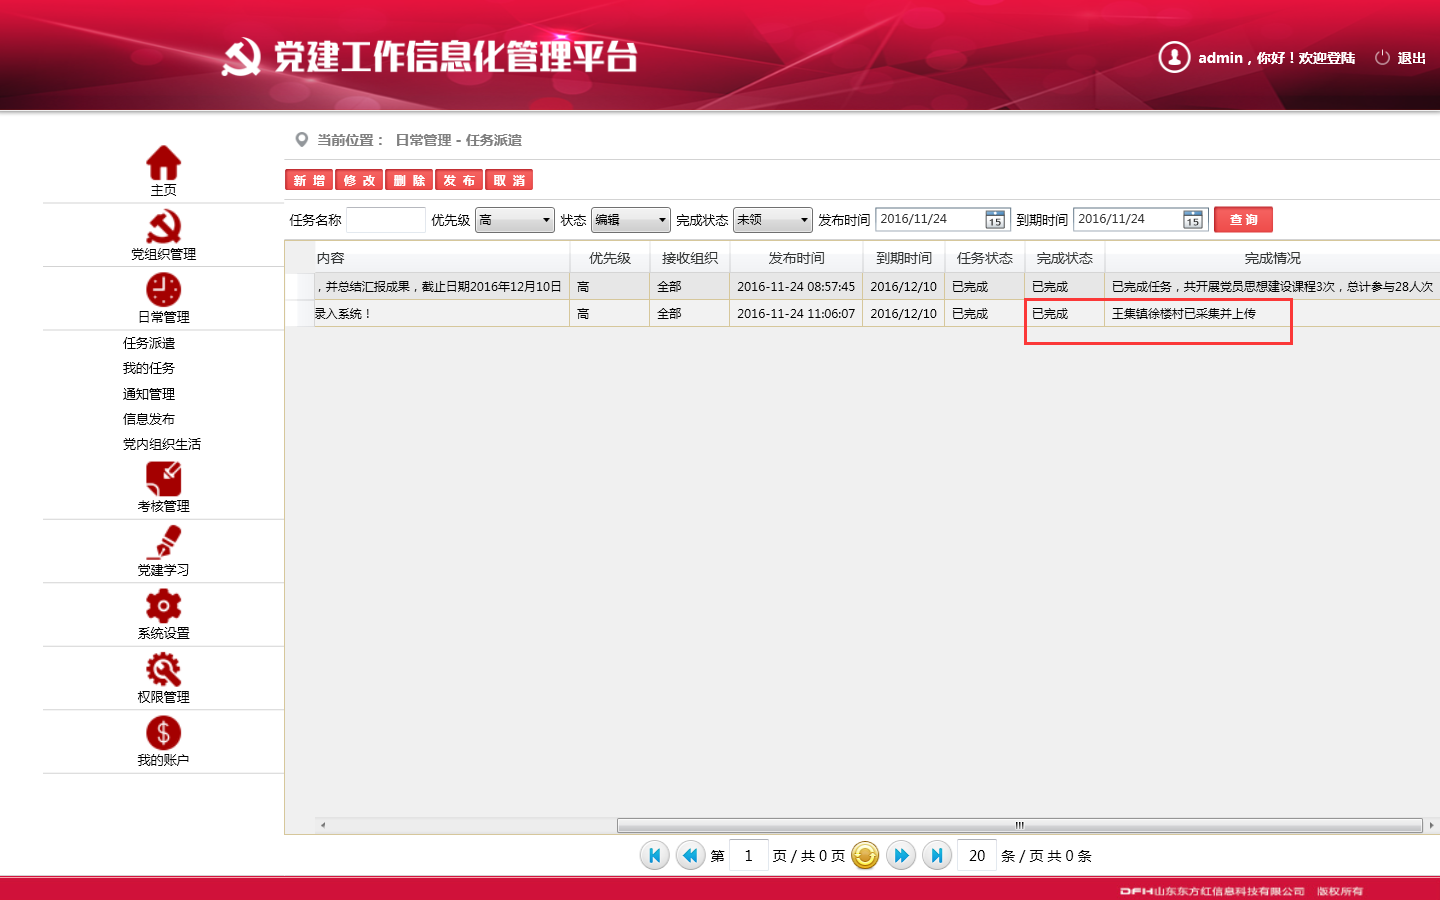 党建工作信息化管理平台
admin，你好！欢迎登陆 退出
当前位置： 日常管理 - 任务派遣
新 增 修 改 删 除 发 布 取 消
任务名称 优先级 高 状态 编辑 完成状态 未领 发布时间 2016/11/24 15 到期时间 2016/11/24 15 查 询
内容 优先级 接收组织 发布时间 到期时间 任务状态 完成状态 完成情况
，并总结汇报成果，截止日期2016年12月10日 高 全部 2016-11-24 08:57:45 2016/12/10 已完成 已完成 已完成任务，共开展党员思想建设课程3次，总计参与28人次
录入系统！ 高 全部 2016-11-24 11:06:07 2016/12/10 已完成 已完成 王集镇徐楼村已采集并上传
主页
党组织管理
日常管理
任务派遣
我的任务
通知管理
信息发布
党内组织生活
考核管理
党建学习
系统设置
权限管理
我的账户
第 1 页 / 共 0 页 20 条 / 页 共 0 条
DFH山东东方红信息科技有限公司 版权所有